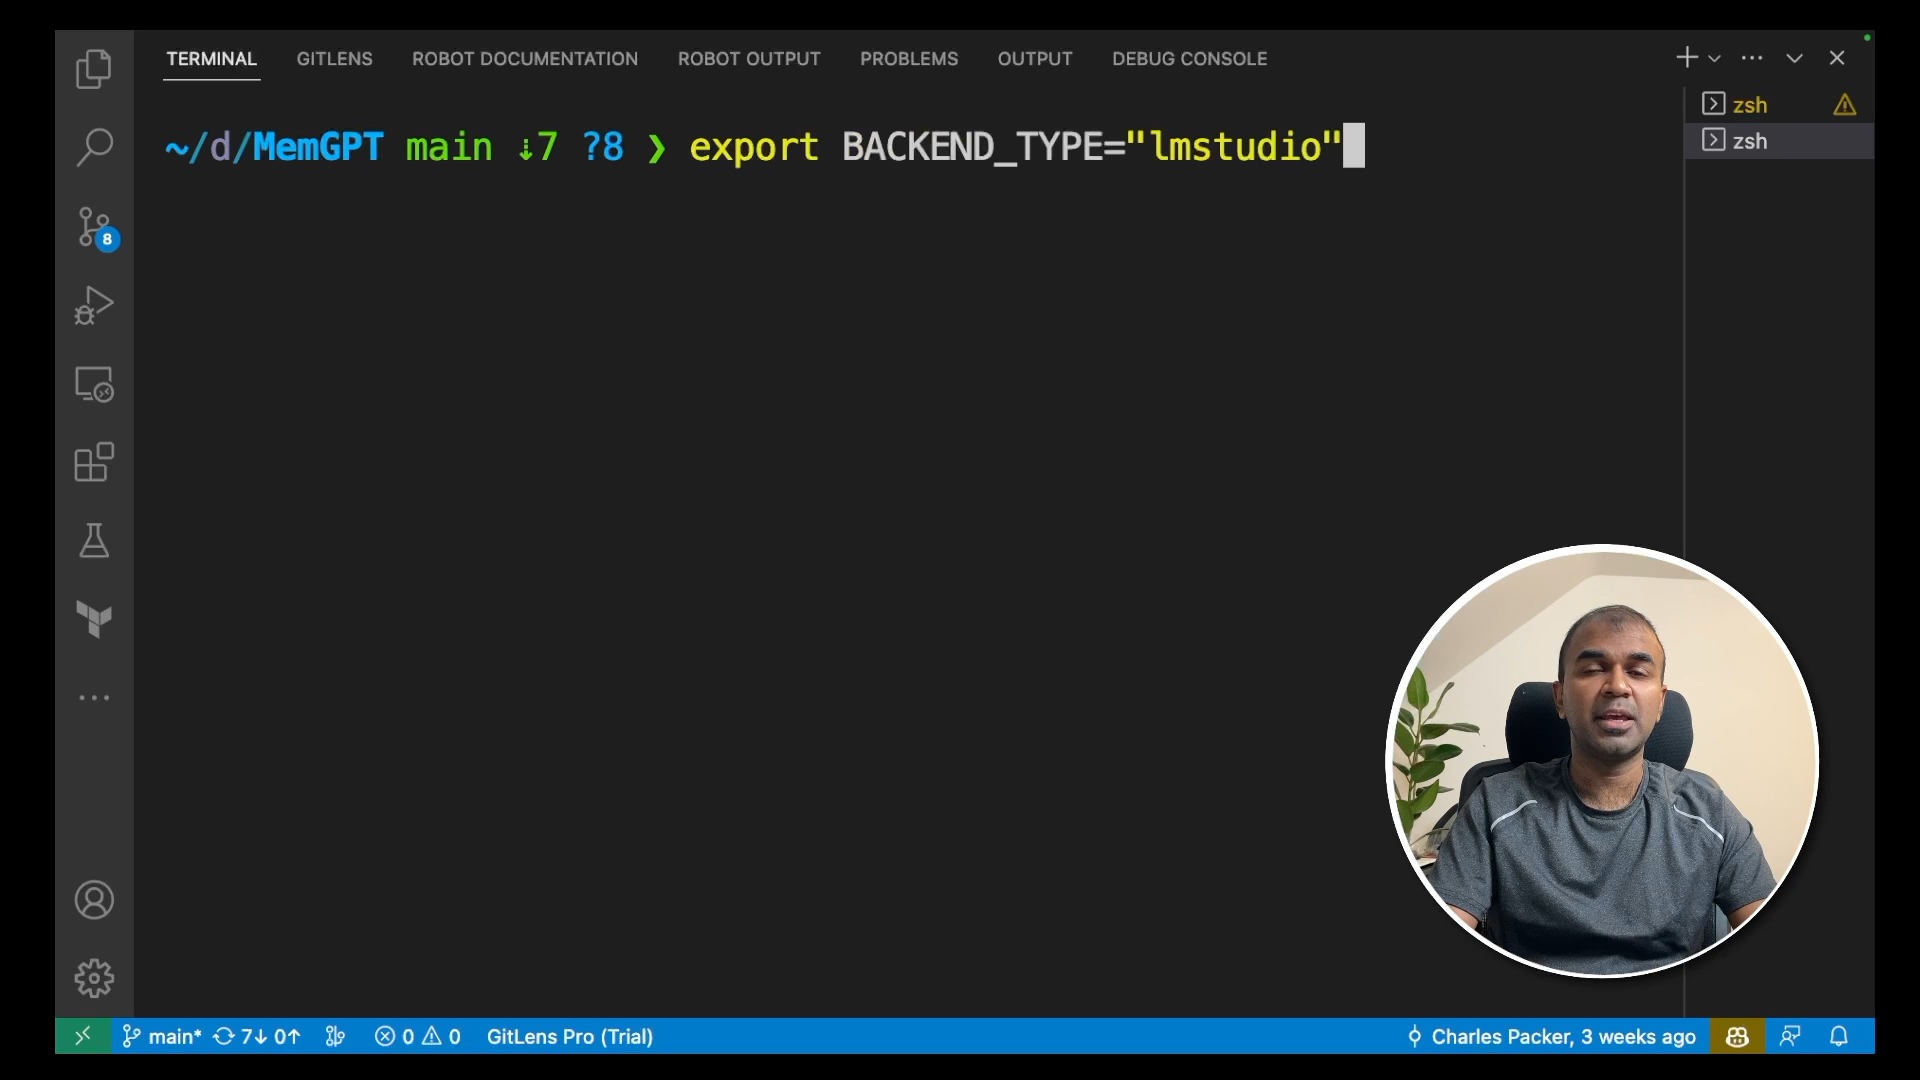 TERMINAL GITLENS ROBOT DOCUMENTATION ROBOT OUTPUT PROBLEMS OUTPUT DEBUG CONSOLE
zsh
~/d/MemGPT main ⇣7 ?8 ❯ export BACKEND_TYPE="lmstudio"
zsh
8
main* 7↓ 0↑ 0 0 GitLens Pro (Trial) Charles Packer, 3 weeks ago